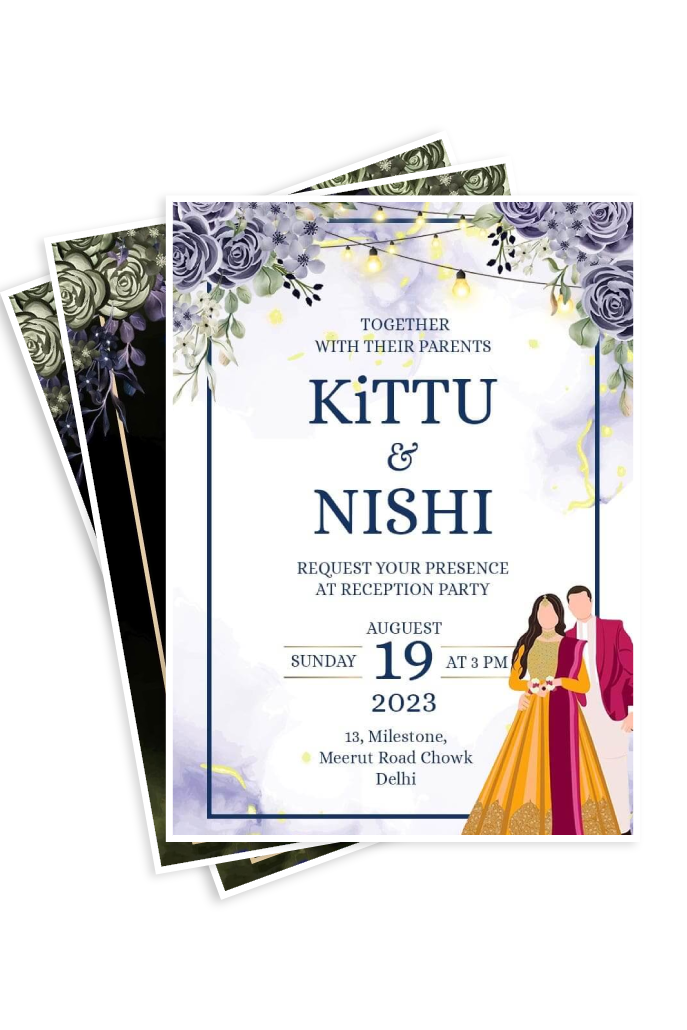 TOGETHER
WITH THEIR PARENTS
KiTTU
&
NISHI
REQUEST YOUR PRESENCE
AT RECEPTION PARTY
AUGUEST
SUNDAY 19 AT 3 PM
2023
13, Milestone,
Meerut Road Chowk
Delhi